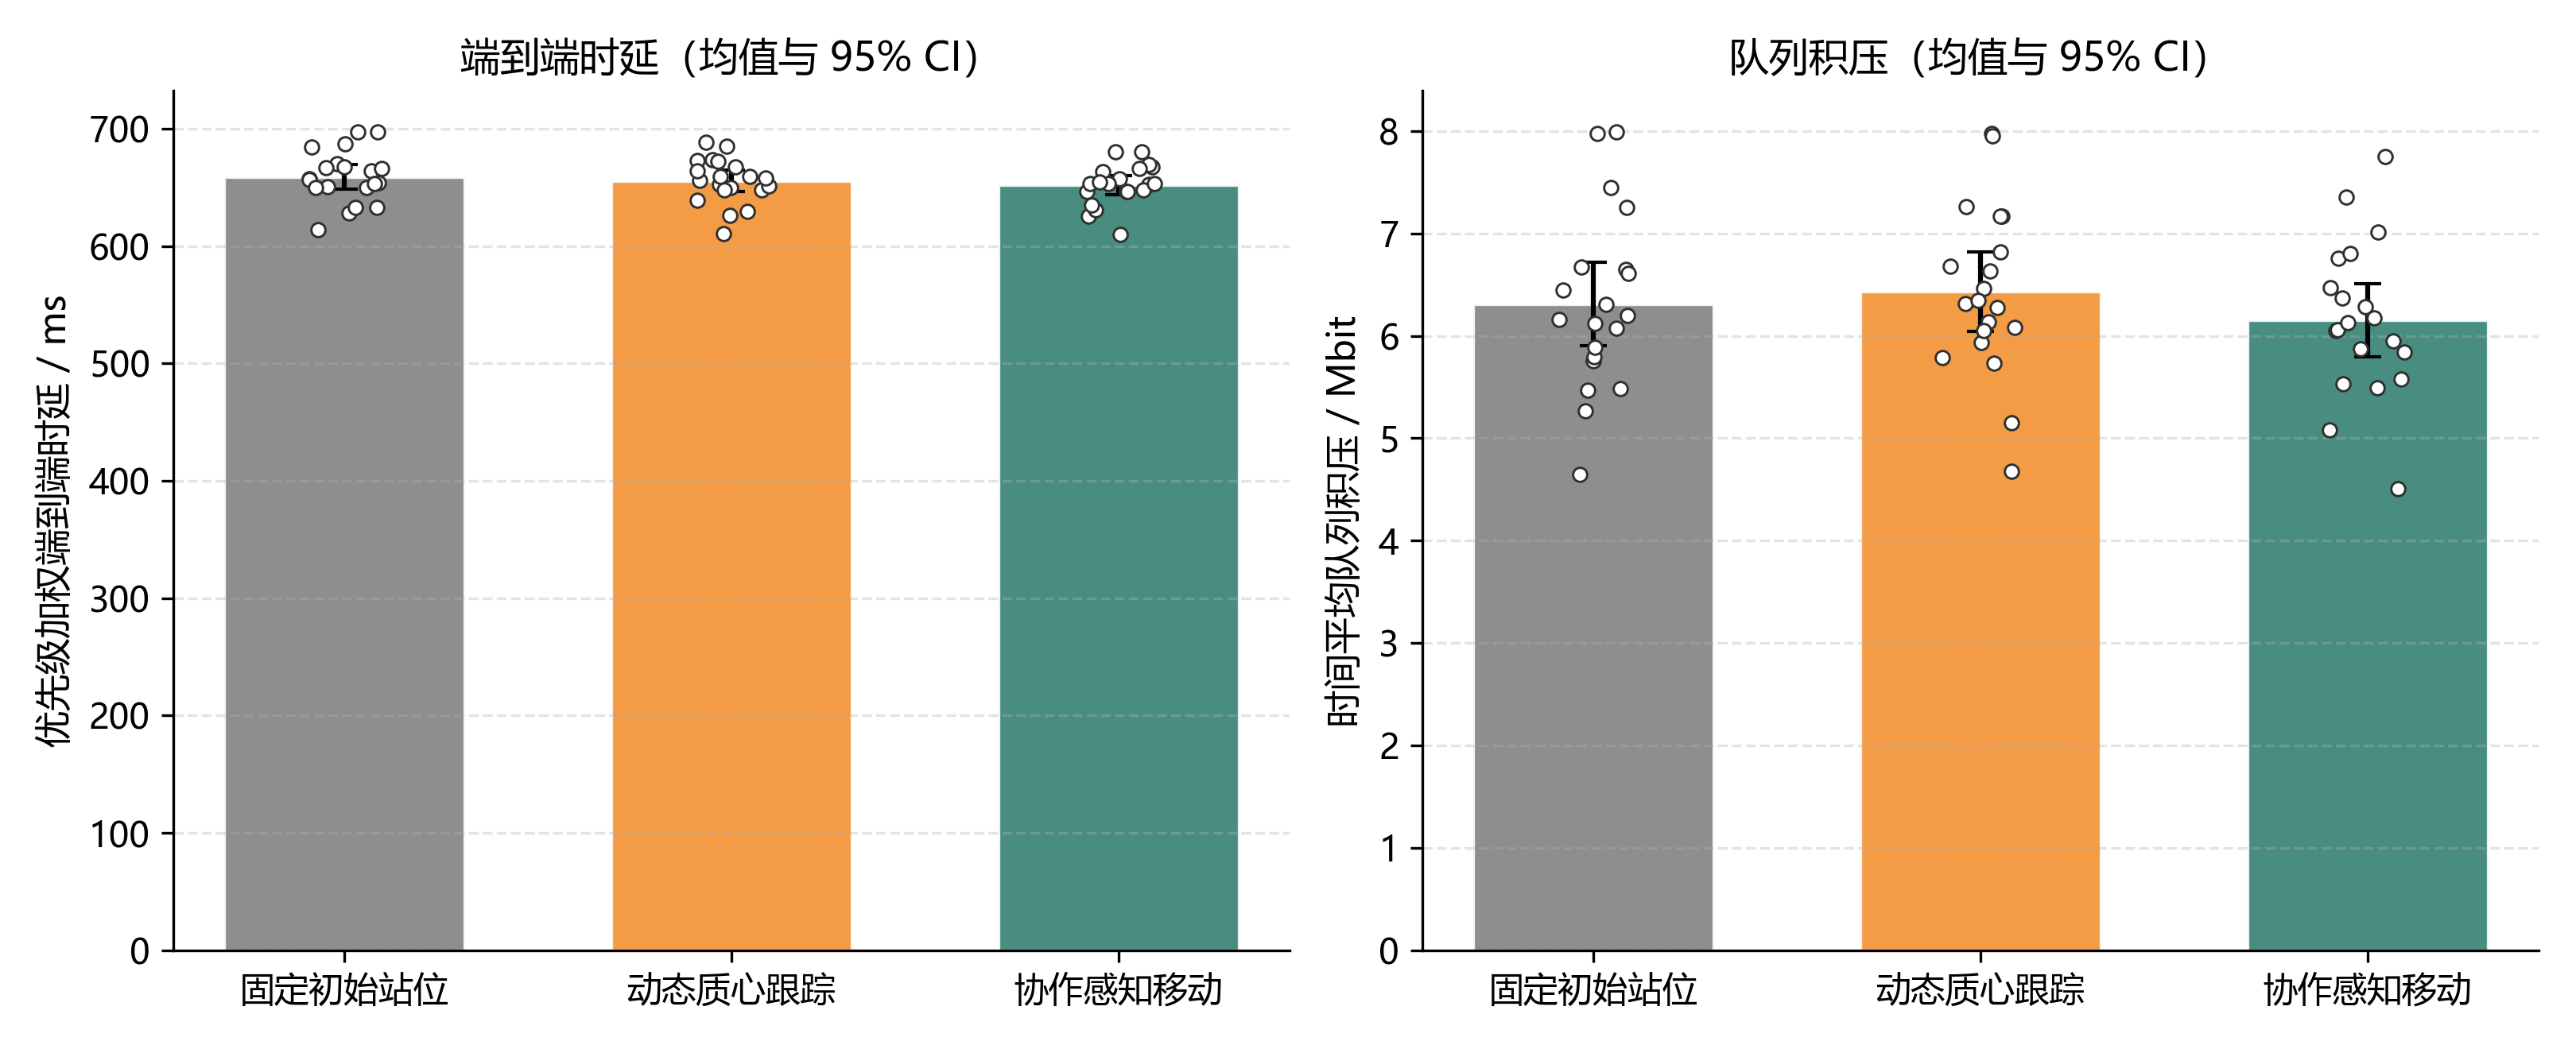 端到端时延（均值与 95% CI）
优先级加权端到端时延 / ms
700
600
500
400
300
200
100
0
固定初始站位
动态质心跟踪
协作感知移动
队列积压（均值与 95% CI）
时间平均队列积压 / Mbit
8
7
6
5
4
3
2
1
0
固定初始站位
动态质心跟踪
协作感知移动